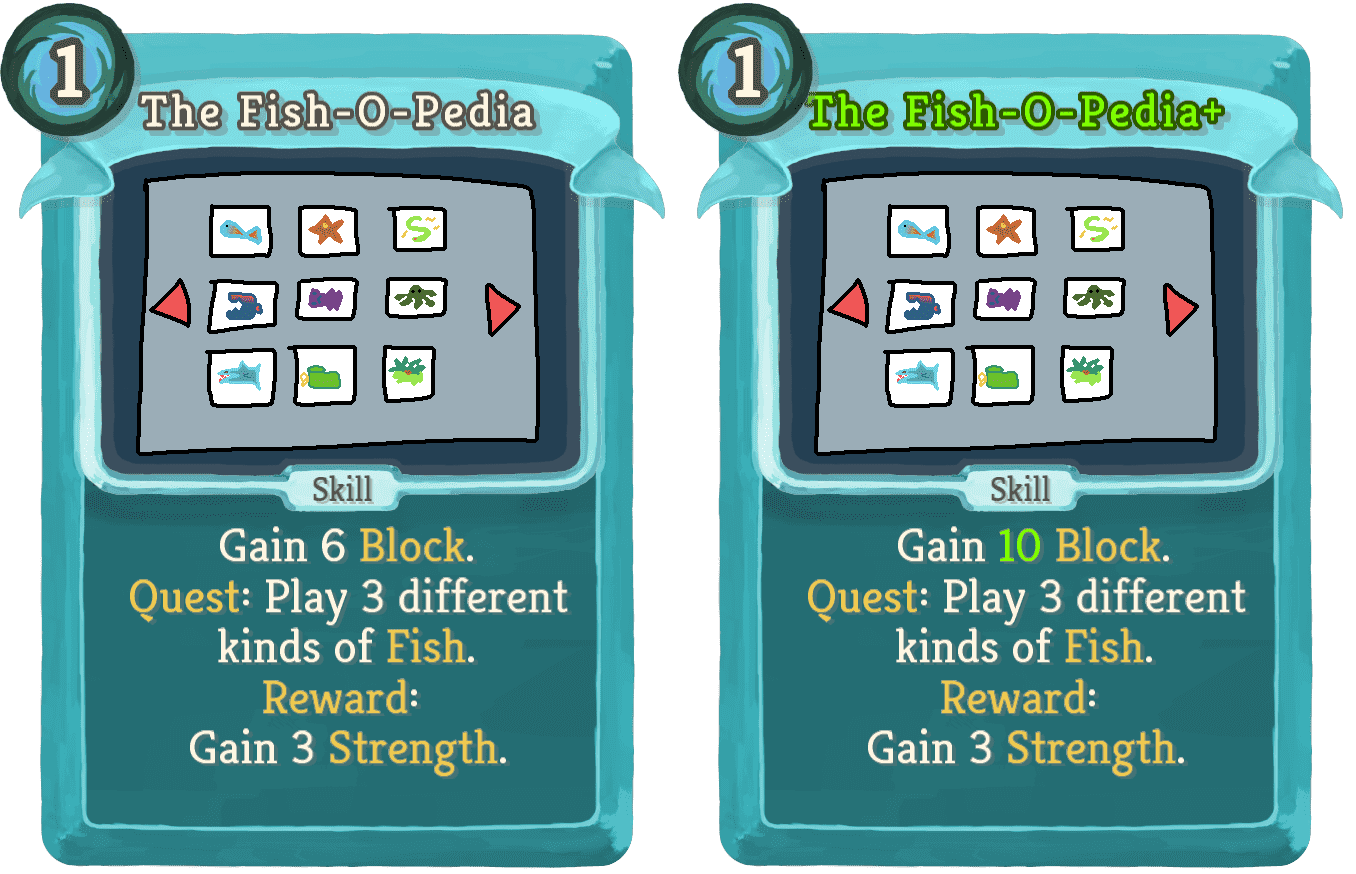 1
The Fish-O-Pedia
Skill
Gain 6 Block.
Quest: Play 3 different
kinds of Fish.
Reward:
Gain 3 Strength.
1
The Fish-O-Pedia+
Skill
Gain 10 Block.
Quest: Play 3 different
kinds of Fish.
Reward:
Gain 3 Strength.